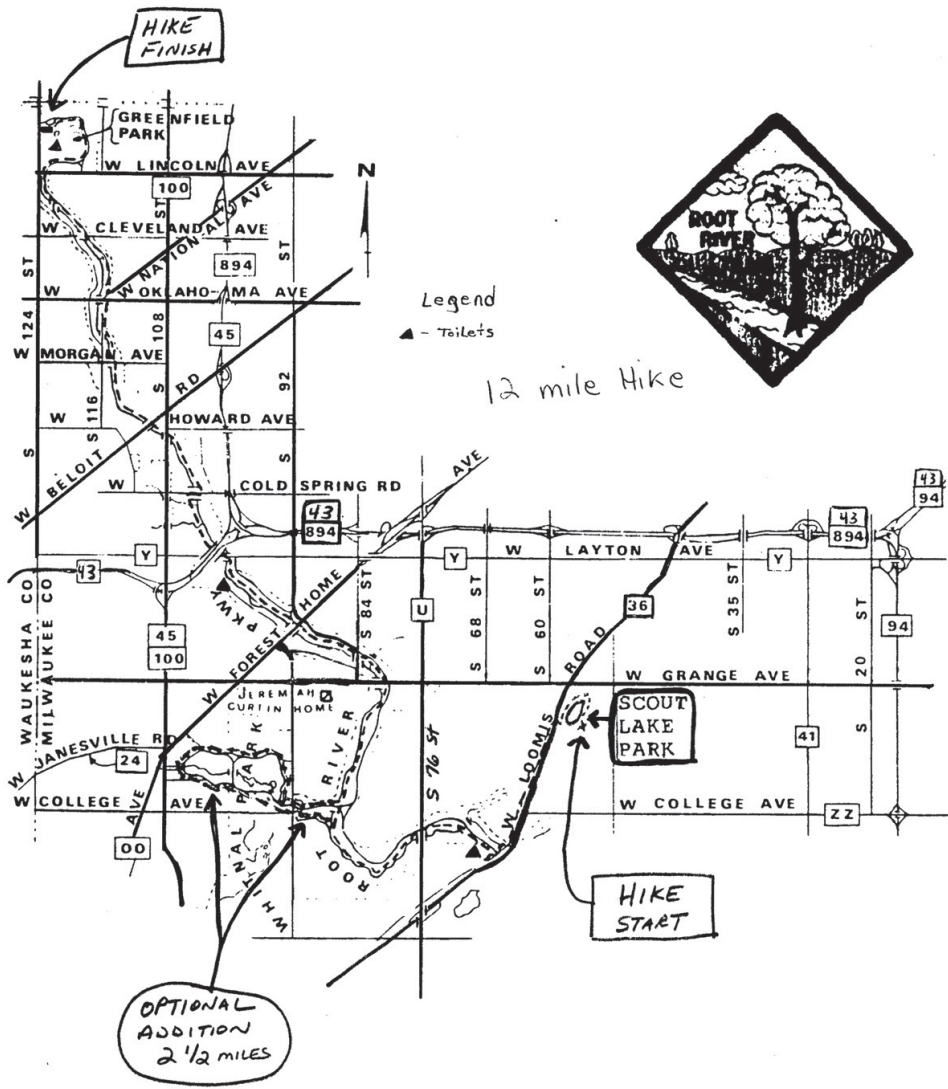 HIKE
FINISH
GREENFIELD
PARK
W LINCOLN AVE
100
N
W CLEVELAND AVE
W NATIONAL AVE
894
W OKLAHOMA AVE
45
Legend
▲ - Toilets
ROOT
RIVER
12 mile Hike
W MORGAN AVE
S 124 ST
S 116
S 108 ST
S 92 ST
W HOWARD AVE
W BELOIT RD
W COLD SPRING RD
AVE
43
894
43
894
43
94
Y
Y
W LAYTON AVE
Y
43
PKWY
W FOREST HOME
S 84 ST
U
S 68 ST
S 60 ST
36
S 35 ST
S 20 ST
94
45
100
WAUKESHA CO
MILWAUKEE CO
W GRANGE AVE
JEREMIAH
CURTIN HOME
SCOUT
LAKE
PARK
41
W JANESVILLE RD
24
W LOOMIS ROAD
S 76 St
ROOT RIVER
WHITNAL PARK
W COLLEGE AVE
W COLLEGE AVE
ZZ
AVE
OO
HIKE
START
OPTIONAL
ADDITION
2 1/2 MILES